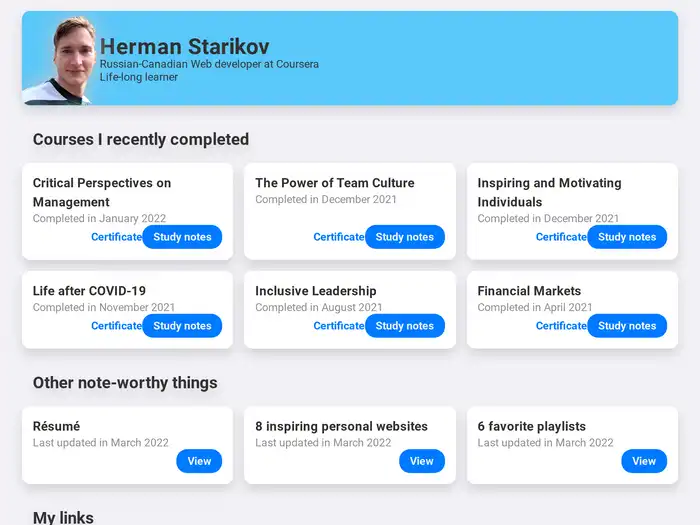 Herman Starikov
Russian-Canadian Web developer at Coursera
Life-long learner
Courses I recently completed
Critical Perspectives on
Management
Completed in January 2022
Certificate
Study notes
The Power of Team Culture
Completed in December 2021
Certificate
Study notes
Inspiring and Motivating
Individuals
Completed in December 2021
Certificate
Study notes
Life after COVID-19
Completed in November 2021
Certificate
Study notes
Inclusive Leadership
Completed in August 2021
Certificate
Study notes
Financial Markets
Completed in April 2021
Certificate
Study notes
Other note-worthy things
Résumé
Last updated in March 2022
View
8 inspiring personal websites
Last updated in March 2022
View
6 favorite playlists
Last updated in March 2022
View
My links